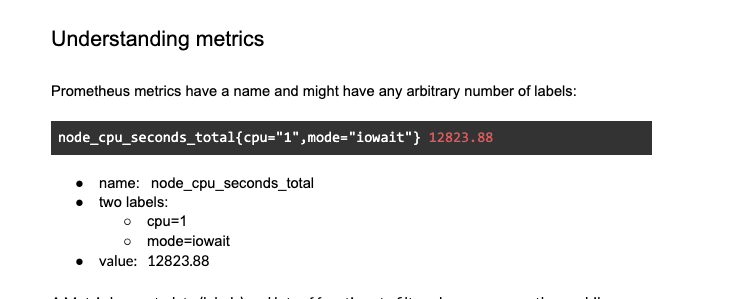 Understanding metrics
Prometheus metrics have a name and might have any arbitrary number of labels:
node_cpu_seconds_total{cpu="1",mode="iowait"} 12823.88
● name: node_cpu_seconds_total
● two labels:
○ cpu=1
○ mode=iowait
● value: 12823.88